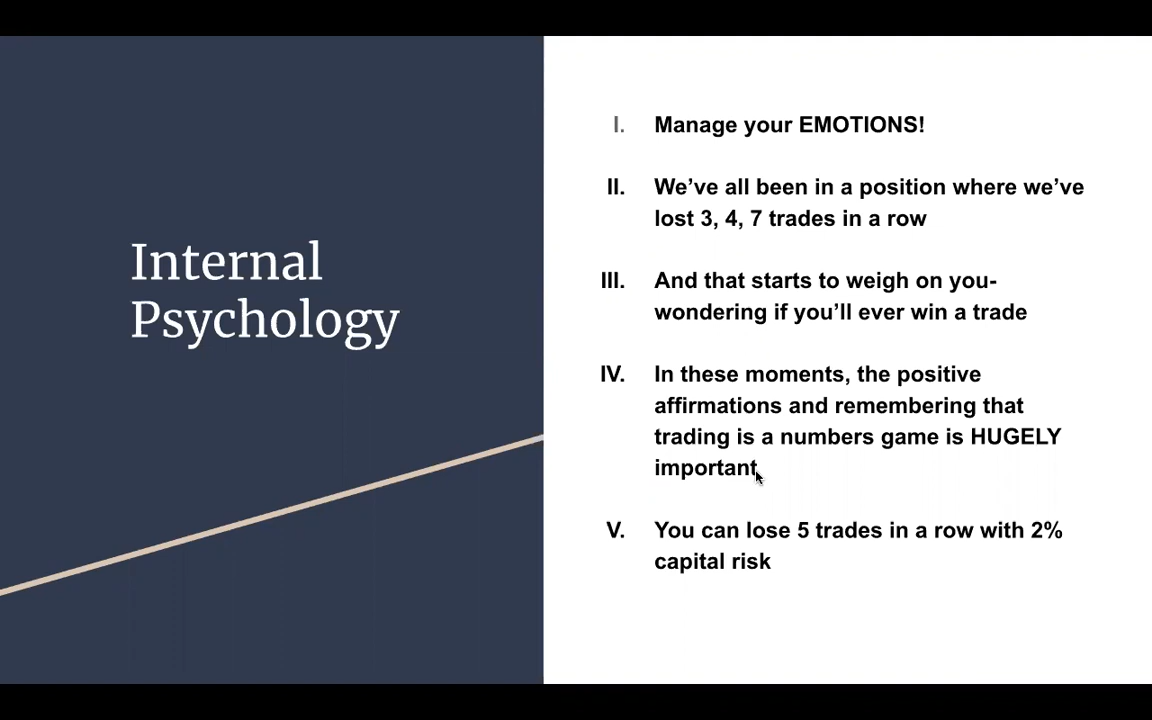 Internal
Psychology
I. Manage your EMOTIONS!
II. We’ve all been in a position where we’ve
lost 3, 4, 7 trades in a row
III. And that starts to weigh on you-
wondering if you’ll ever win a trade
IV. In these moments, the positive
affirmations and remembering that
trading is a numbers game is HUGELY
important
V. You can lose 5 trades in a row with 2%
capital risk